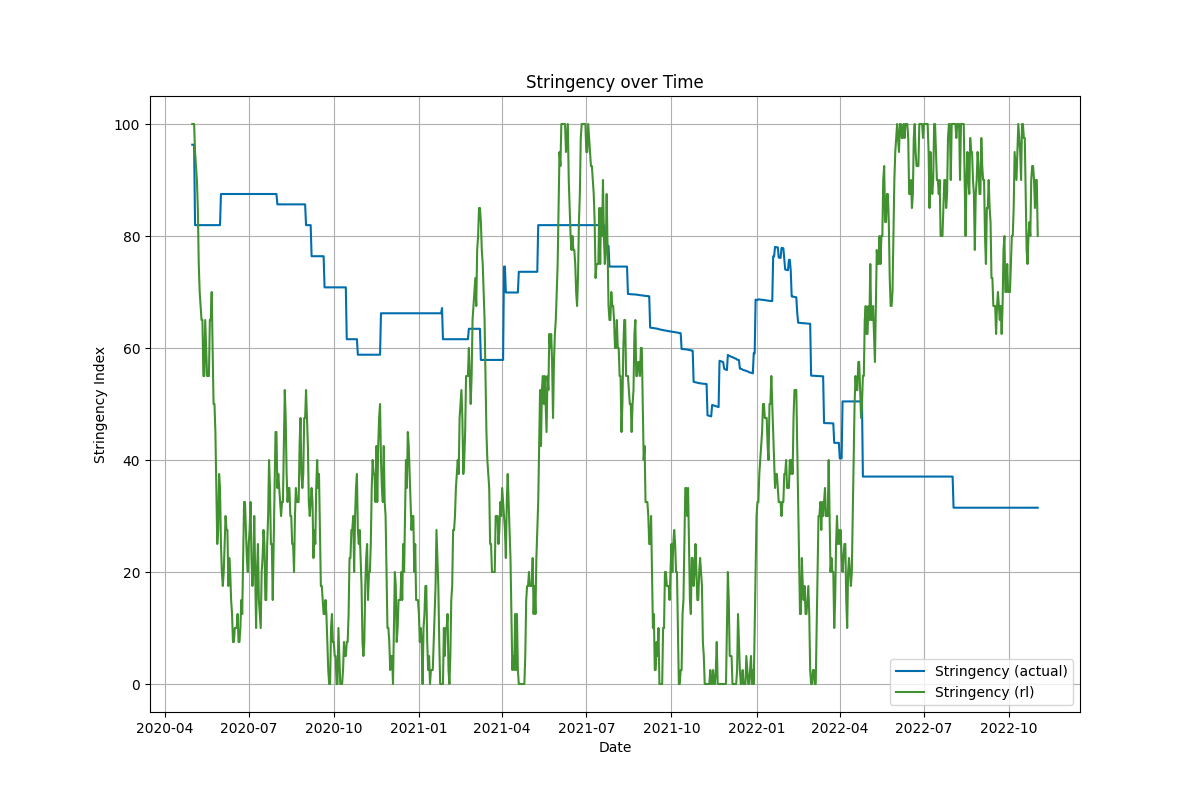 Stringency over Time
Stringency Index
100
80
60
40
20
0
2020-04 2020-07 2020-10 2021-01 2021-04 2021-07 2021-10 2022-01 2022-04 2022-07 2022-10
Date
Stringency (actual)
Stringency (rl)